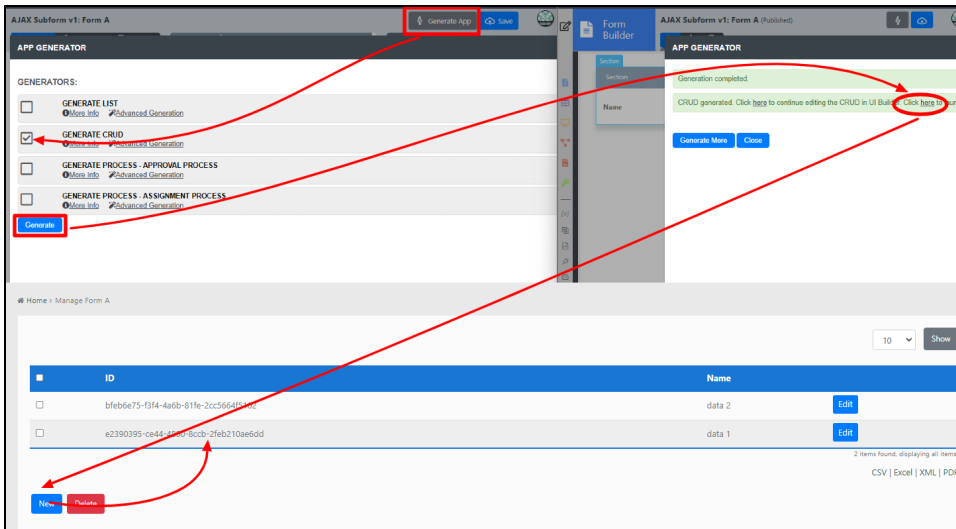 AJAX Subform v1: Form A
Generate App
Save
APP GENERATOR
GENERATORS:
GENERATE LIST
More Info Advanced Generation
GENERATE CRUD
More Info Advanced Generation
GENERATE PROCESS - APPROVAL PROCESS
More Info Advanced Generation
GENERATE PROCESS - ASSIGNMENT PROCESS
More Info Advanced Generation
Generate
Form
Builder
Section
Section
Name
AJAX Subform v1: Form A (Published)
APP GENERATOR
Generation completed.
CRUD generated. Click here to continue editing the CRUD in UI Builder. Click here to
Generate More Close
Home > Manage Form A
10 Show
ID Name
bfeb6e75-f3f4-4a6b-81fe-2cc5664f5102 data 2 Edit
data 1 Edit
2 items found, displaying all items
CSV | Excel | XML | PDF
New Delete